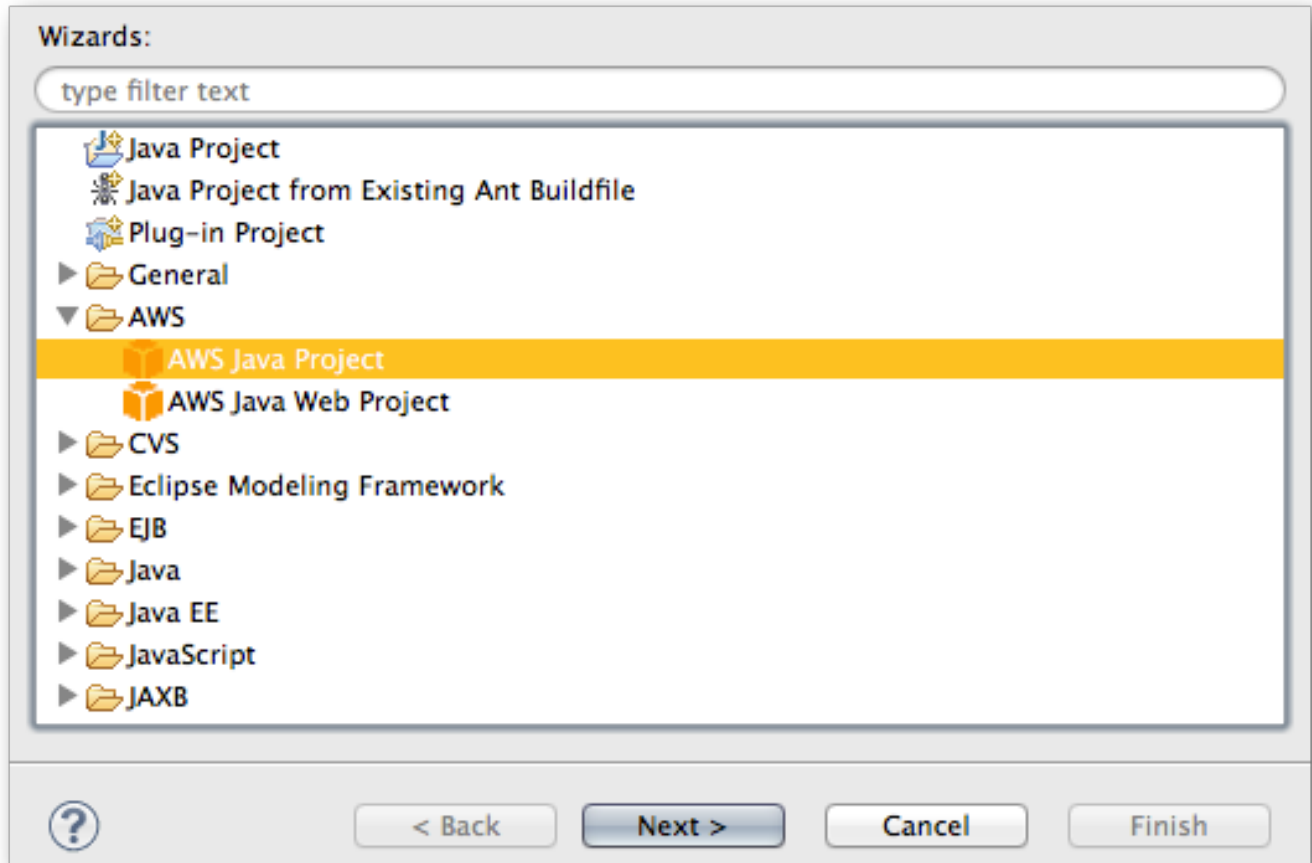 Wizards:
type filter text
Java Project
Java Project from Existing Ant Buildfile
Plug-in Project
General
AWS
AWS Java Project
AWS Java Web Project
CVS
Eclipse Modeling Framework
EJB
Java
Java EE
JavaScript
JAXB
? < Back Next > Cancel Finish